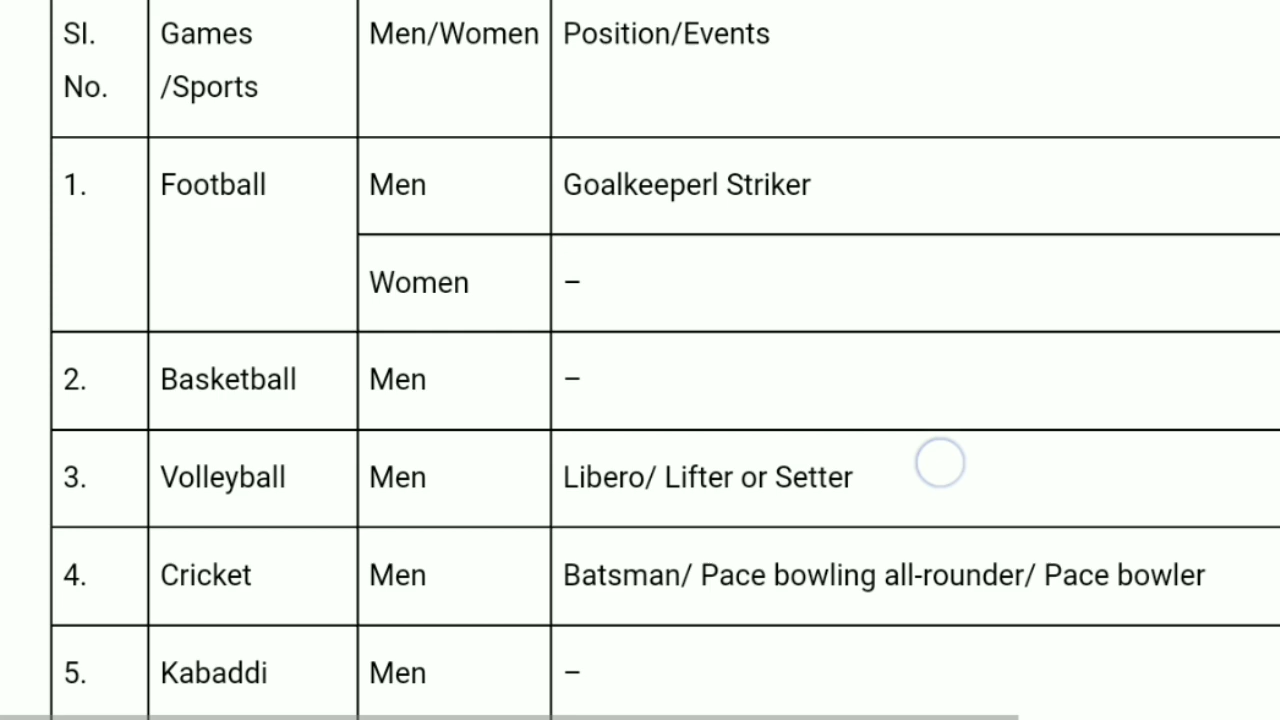 Sl. No. Games /Sports Men/Women Position/Events
1. Football Men Goalkeeperl Striker
Women –
2. Basketball Men –
3. Volleyball Men Libero/ Lifter or Setter
4. Cricket Men Batsman/ Pace bowling all-rounder/ Pace bowler
5. Kabaddi Men –